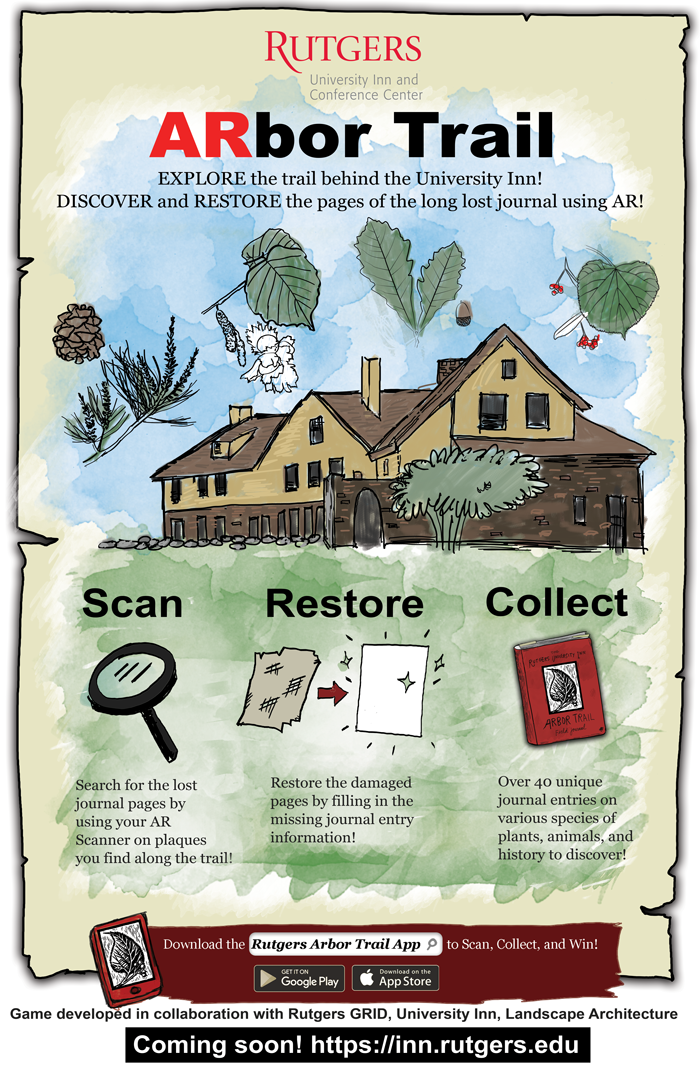 RUTGERS
University Inn and
Conference Center
ARbor Trail
EXPLORE the trail behind the University Inn!
DISCOVER and RESTORE the pages of the long lost journal using AR!
Scan
Restore
Collect
RUTGERS UNIVERSITY INN
ARBOR TRAIL
field journal
Search for the lost
journal pages by
using your AR
Scanner on plaques
you find along the trail!
Restore the damaged
pages by filling in the
missing journal entry
information!
Over 40 unique
journal entries on
various species of
plants, animals, and
history to discover!
Download the Rutgers Arbor Trail App to Scan, Collect, and Win!
GET IT ON
Google Play
Download on the
App Store
Game developed in collaboration with Rutgers GRID, University Inn, Landscape Architecture
Coming soon! https://inn.rutgers.edu